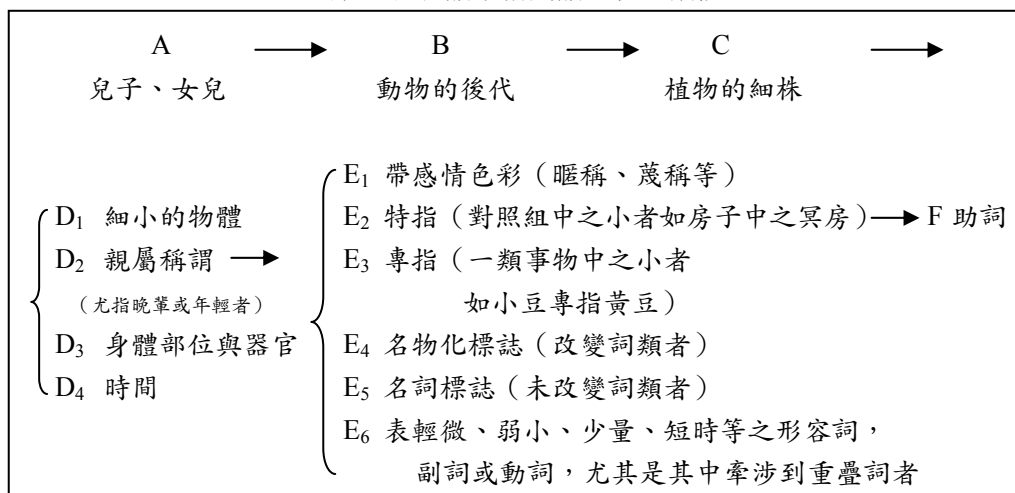 A → B → C →
兒子、女兒 動物的後代 植物的細株
E1 帶感情色彩（暱稱、蔑稱等）
D1 細小的物體 E2 特指（對照組中之小者如房子中之冥房）→ F 助詞
D2 親屬稱謂 → E3 專指（一類事物中之小者
（尤指晚輩或年輕者） 如小豆專指黃豆）
D3 身體部位與器官 E4 名物化標誌（改變詞類者）
D4 時間 E5 名詞標誌（未改變詞類者）
E6 表輕微、弱小、少量、短時等之形容詞，
副詞或動詞，尤其是其中牽涉到重疊詞者